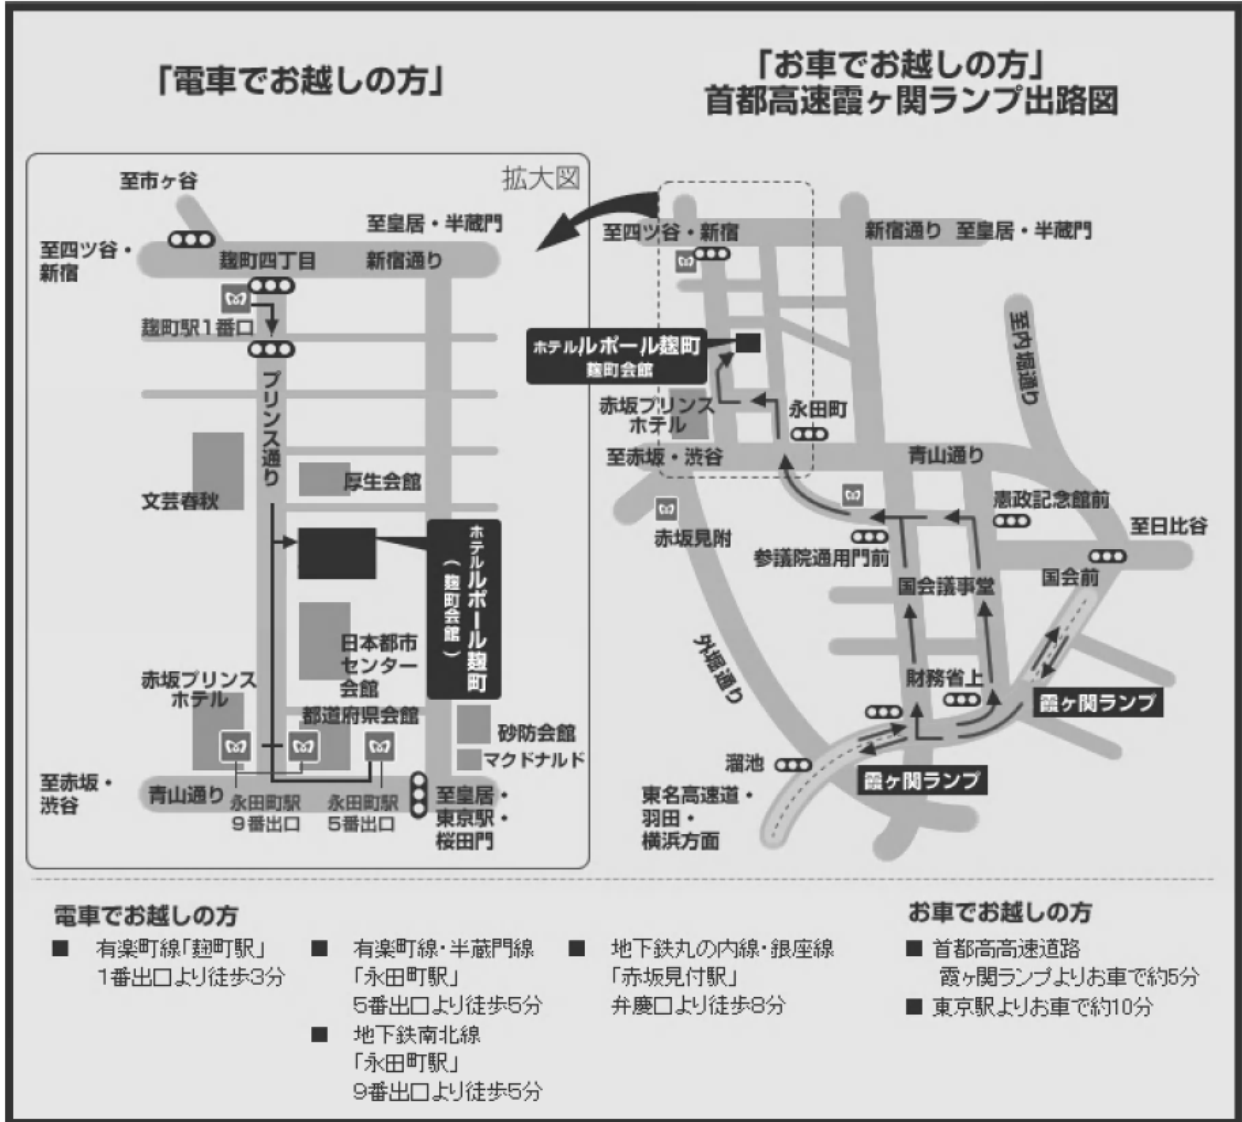 「電車でお越しの方」
「お車でお越しの方」
首都高速霞ヶ関ランプ出路図
拡大図
至市ヶ谷
至皇居・半蔵門
至四ツ谷・
新宿
麹町四丁目
新宿通り
麹町駅1番口
プリンス通り
文芸春秋
厚生会館
ホテルルポール麹町
（麹町会館）
日本都市
センター
会館
赤坂プリンス
ホテル
都道府県会館
砂防会館
マクドナルド
至赤坂・
渋谷
青山通り
永田町駅
9番出口
永田町駅
5番出口
至皇居・
東京駅・
桜田門
至四ツ谷・新宿
新宿通り
至皇居・半蔵門
至内堀通り
ホテルルポール麹町
麹町会館
赤坂プリンス
ホテル
永田町
至赤坂・渋谷
青山通り
赤坂見附
憲政記念館前
至日比谷
参議院通用門前
国会議事堂
国会前
外堀通り
財務省上
霞ヶ関ランプ
溜池
霞ヶ関ランプ
東名高速道・
羽田・
横浜方面
電車でお越しの方
■ 有楽町線「麹町駅」
1番出口より徒歩3分
■ 有楽町線・半蔵門線
「永田町駅」
5番出口より徒歩5分
■ 地下鉄南北線
「永田町駅」
9番出口より徒歩5分
■ 地下鉄丸の内線・銀座線
「赤坂見付駅」
弁慶口より徒歩8分
お車でお越しの方
■ 首都高高速道路
霞ヶ関ランプよりお車で約5分
■ 東京駅よりお車で約10分